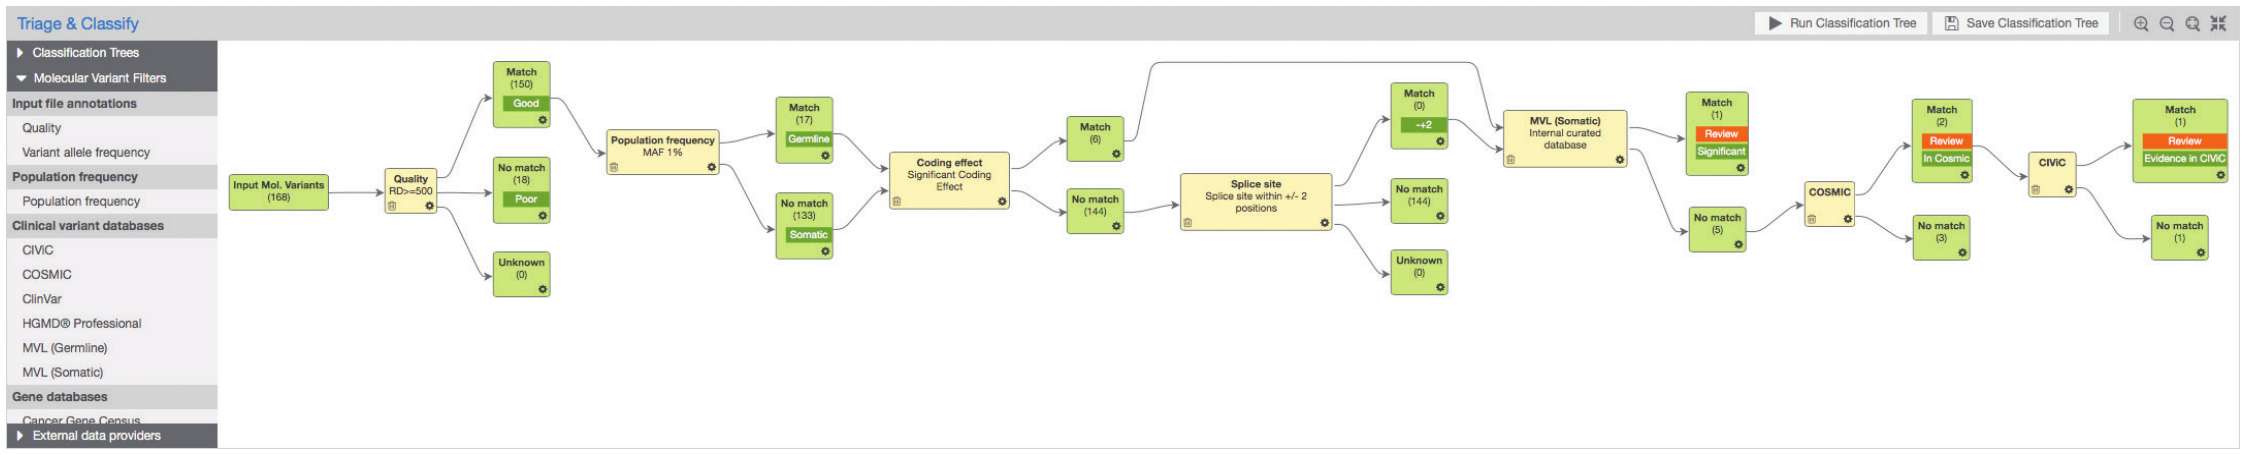 Triage & Classify
Run Classification Tree
Save Classification Tree
Classification Trees
Molecular Variant Filters
Input file annotations
Quality
Variant allele frequency
Population frequency
Population frequency
Clinical variant databases
CIViC
COSMIC
ClinVar
HGMD® Professional
MVL (Germline)
MVL (Somatic)
Gene databases
Cancer Gene Census
External data providers
Input Mol. Variants
(168)
Quality
RD>=500
Match
(150)
Good
No match
(18)
Poor
Unknown
(0)
Population frequency
MAF 1%
Match
(17)
Germline
No match
(133)
Somatic
Coding effect
Significant Coding
Effect
Match
(6)
No match
(144)
Splice site
Splice site within +/- 2
positions
Match
(0)
-+2
No match
(144)
Unknown
(0)
MVL (Somatic)
Internal curated
database
Match
(1)
Review
Significant
No match
(5)
COSMIC
Match
(2)
Review
In Cosmic
No match
(3)
CIViC
Match
(1)
Review
Evidence in CIViC
No match
(1)